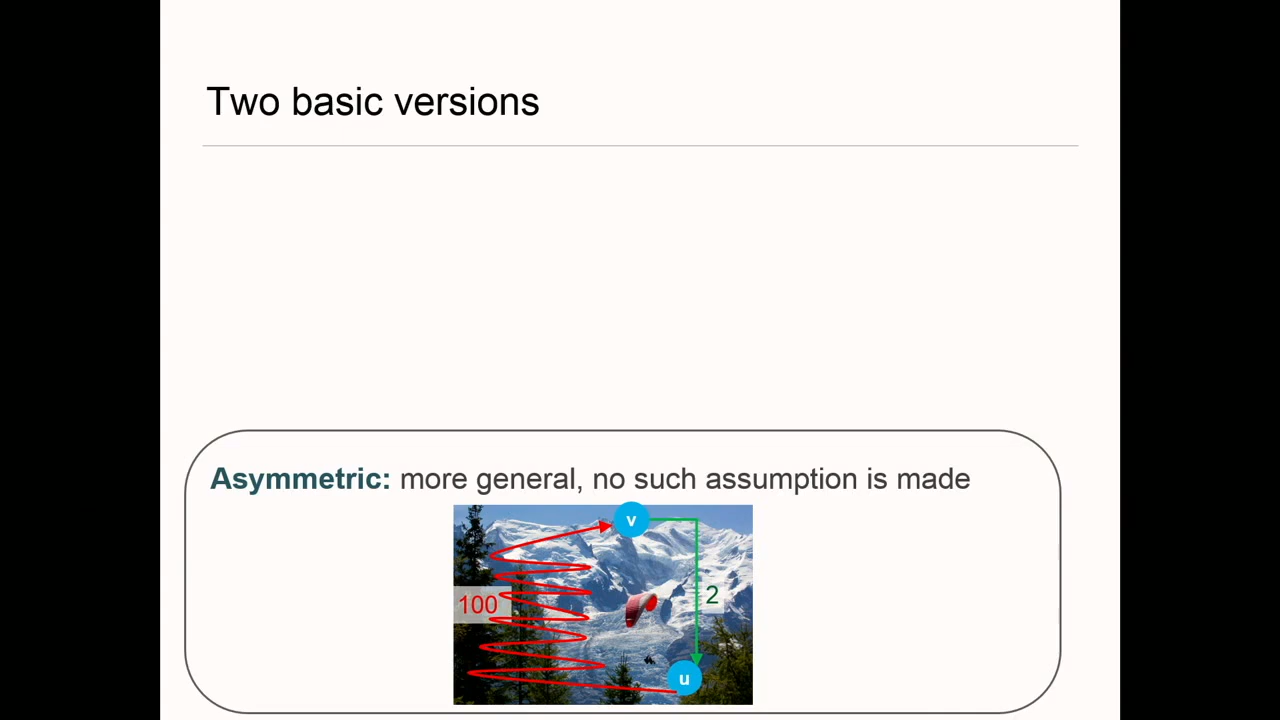 Two basic versions
Asymmetric: more general, no such assumption is made
v
100
2
u